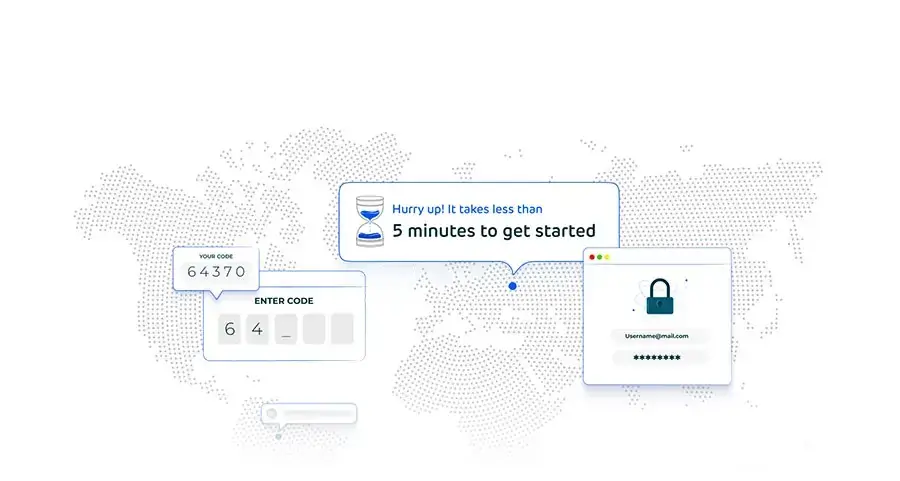 Hurry up! It takes less than
5 minutes to get started
YOUR CODE
64370
ENTER CODE
6 4 _
Username@mail.com
********